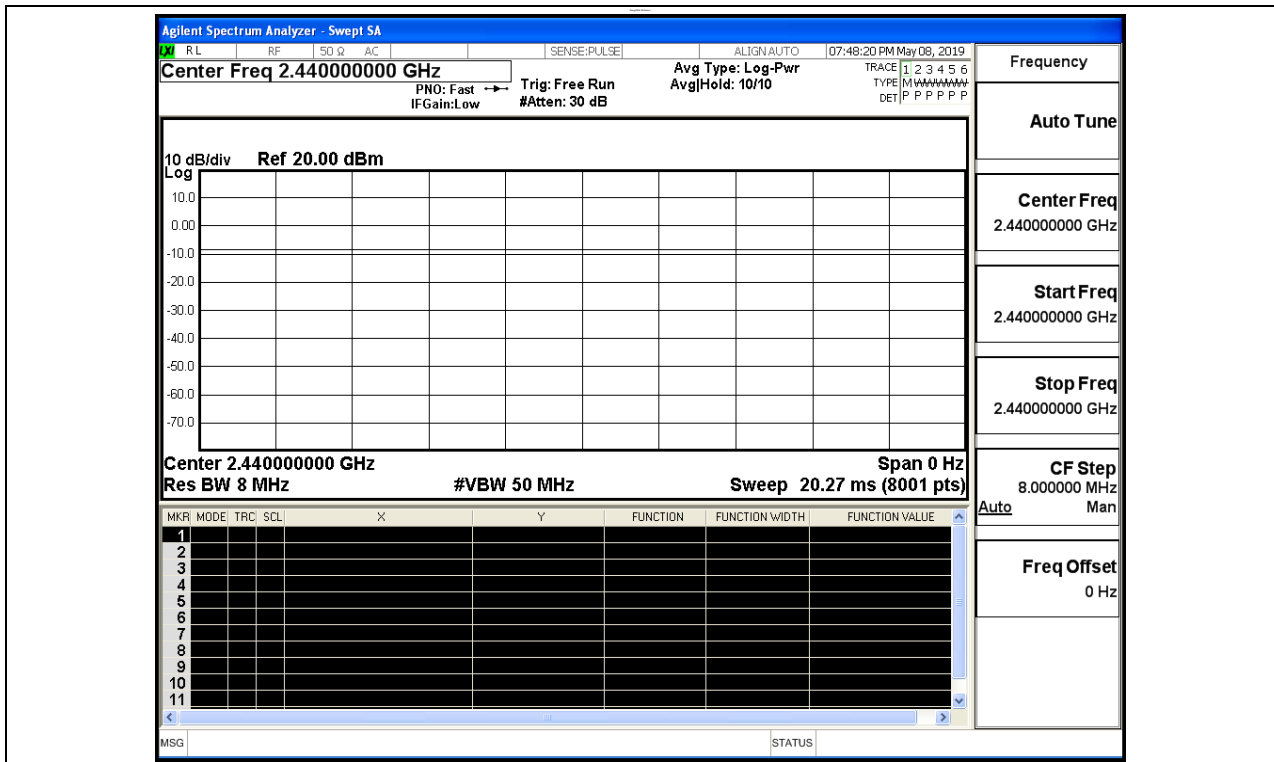 Agilent Spectrum Analyzer - Swept SA
LXI RL RF 50 Ω AC SENSE:PULSE ALIGN AUTO 07:48:20 PM May 08, 2019
Center Freq 2.440000000 GHz
PNO: Fast
IFGain:Low
Trig: Free Run
#Atten: 30 dB
Avg Type: Log-Pwr
Avg|Hold: 10/10
TRACE 1 2 3 4 5 6
TYPE M WWWWW
DET P P P P P P
10 dB/div Ref 20.00 dBm
Log
10.0
0.00
-10.0
-20.0
-30.0
-40.0
-50.0
-60.0
-70.0
Center 2.440000000 GHz Span 0 Hz
Res BW 8 MHz #VBW 50 MHz Sweep 20.27 ms (8001 pts)
MKR MODE TRC SCL X Y FUNCTION FUNCTION WIDTH FUNCTION VALUE
1
2
3
4
5
6
7
8
9
10
11
MSG STATUS
Frequency
Auto Tune
Center Freq
2.440000000 GHz
Start Freq
2.440000000 GHz
Stop Freq
2.440000000 GHz
CF Step
8.000000 MHz
Auto Man
Freq Offset
0 Hz